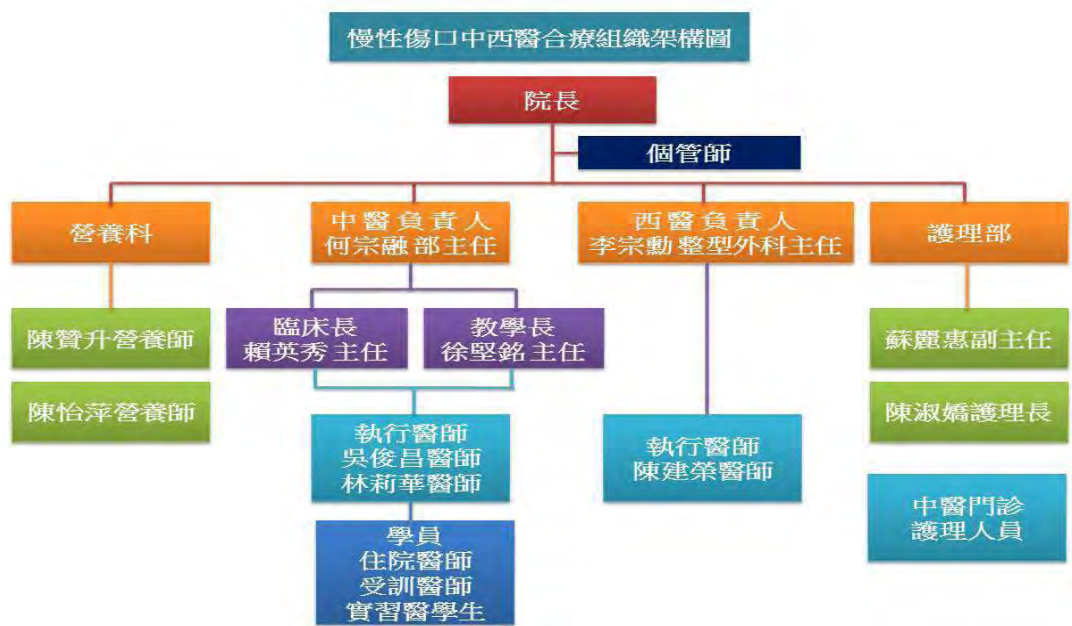 慢性傷口中西醫合療組織架構圖
院長
個管師
營養科
中醫負責人
何宗融部主任
西醫負責人
李宗勳整型外科主任
護理部
陳贊升營養師
陳怡萍營養師
臨床長
賴英秀主任
教學長
徐堅銘主任
執行醫師
吳俊昌醫師
林莉華醫師
學員
住院醫師
受訓醫師
實習醫學生
執行醫師
陳建榮醫師
蘇麗惠副主任
陳淑嬌護理長
中醫門診
護理人員